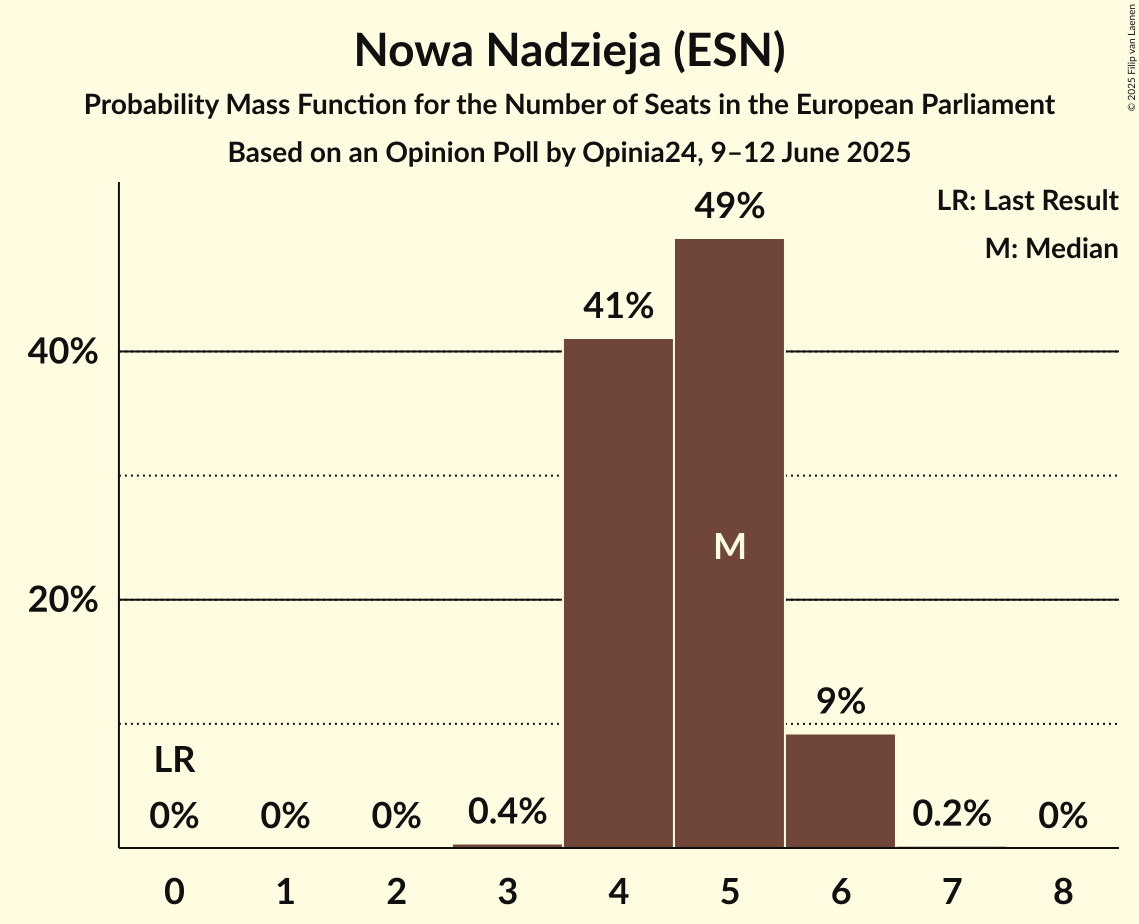 Nowa Nadzieja (ESN)
Probability Mass Function for the Number of Seats in the European Parliament
Based on an Opinion Poll by Opinia24, 9–12 June 2025
© 2025 Filip van Laenen
LR: Last Result
M: Median
49%
41%
40%
M
20%
9%
LR
0%
0%
0%
0.4%
0.2%
0%
0 1 2 3 4 5 6 7 8